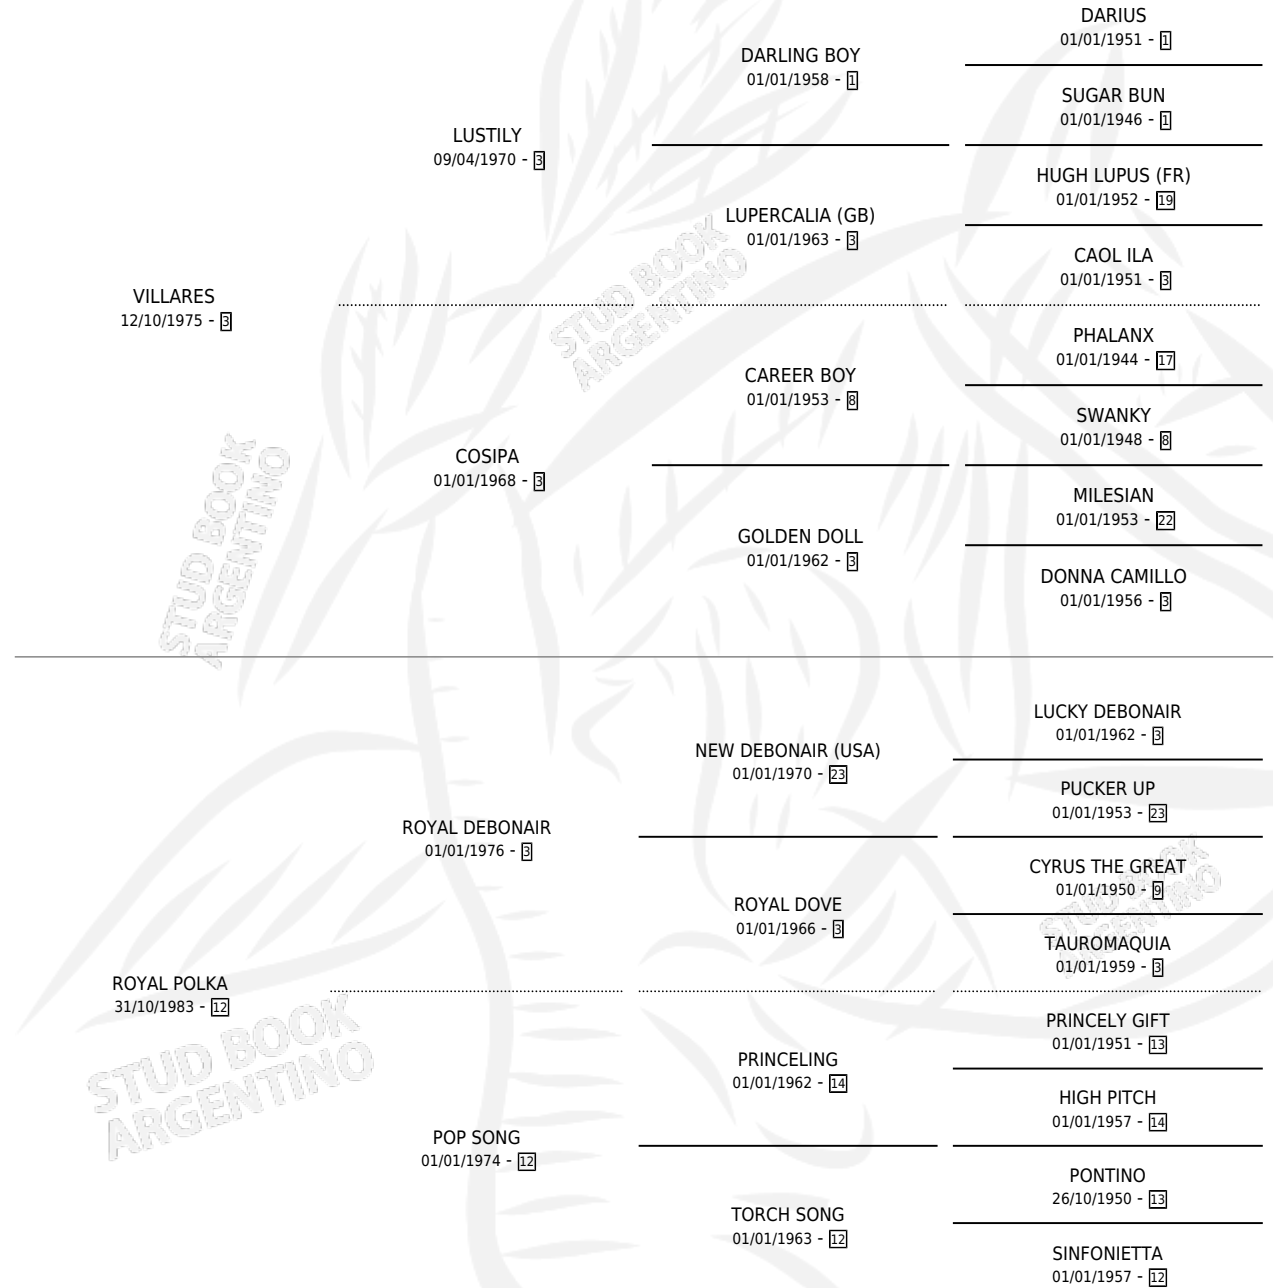 DARIUS
01/01/1951 - 1
DARLING BOY
01/01/1958 - 1
SUGAR BUN
01/01/1946 - 1
LUSTILY
09/04/1970 - 3
HUGH LUPUS (FR)
01/01/1952 - 19
LUPERCALIA (GB)
01/01/1963 - 3
CAOL ILA
01/01/1951 - 3
VILLARES
12/10/1975 - 3
STUD BOOK
ARGENTINO
PHALANX
01/01/1944 - 17
CAREER BOY
01/01/1953 - 8
SWANKY
01/01/1948 - 8
COSIPA
01/01/1968 - 3
MILESIAN
01/01/1953 - 22
GOLDEN DOLL
01/01/1962 - 3
DONNA CAMILLO
01/01/1956 - 3
STUD BOOK
ARGENTINO
LUCKY DEBONAIR
01/01/1962 - 3
NEW DEBONAIR (USA)
01/01/1970 - 23
PUCKER UP
01/01/1953 - 23
ROYAL DEBONAIR
01/01/1976 - 3
CYRUS THE GREAT
01/01/1950 - 9
ROYAL DOVE
01/01/1966 - 3
STUD BOOK
ARGENTINO
TAUROMAQUIA
01/01/1959 - 3
ROYAL POLKA
31/10/1983 - 12
PRINCELY GIFT
01/01/1951 - 13
PRINCELING
01/01/1962 - 14
HIGH PITCH
01/01/1957 - 14
STUD BOOK
ARGENTINO
POP SONG
01/01/1974 - 12
PONTINO
26/10/1950 - 13
TORCH SONG
01/01/1963 - 12
SINFONIETTA
01/01/1957 - 12